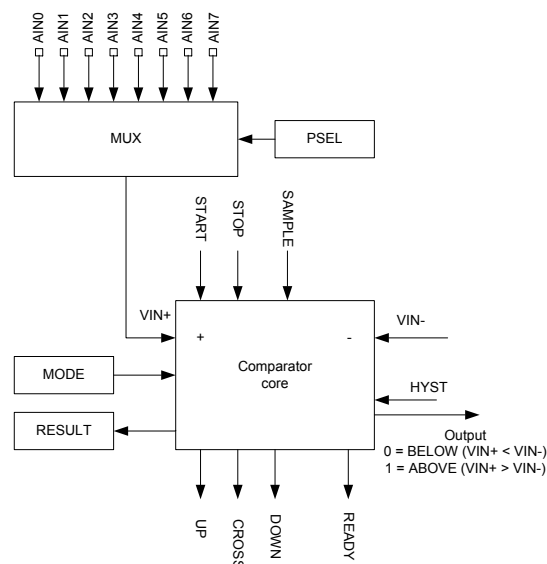 AIN0
AIN1
AIN2
AIN3
AIN4
AIN5
AIN6
AIN7
MUX
PSEL
START
STOP
SAMPLE
VIN+
VIN-
+
-
MODE
Comparator
core
HYST
RESULT
Output
0 = BELOW (VIN+ < VIN-)
1 = ABOVE (VIN+ > VIN-)
UP
CROSS
DOWN
READY